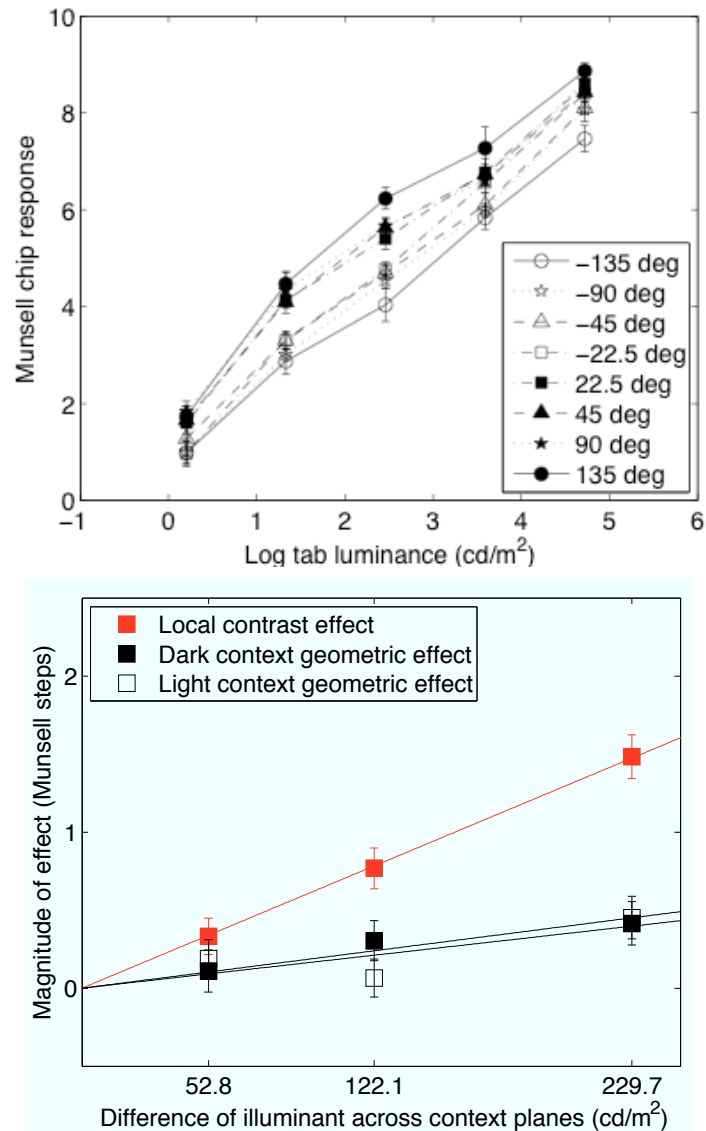 10
8
6
4
2
0
Munsell chip response
−135 deg
−90 deg
−45 deg
−22.5 deg
22.5 deg
45 deg
90 deg
135 deg
−1 0 1 2 3 4 5 6
Log tab luminance (cd/m²)
Local contrast effect
Dark context geometric effect
Light context geometric effect
2
1
0
Magnitude of effect (Munsell steps)
52.8 122.1 229.7
Difference of illuminant across context planes (cd/m²)